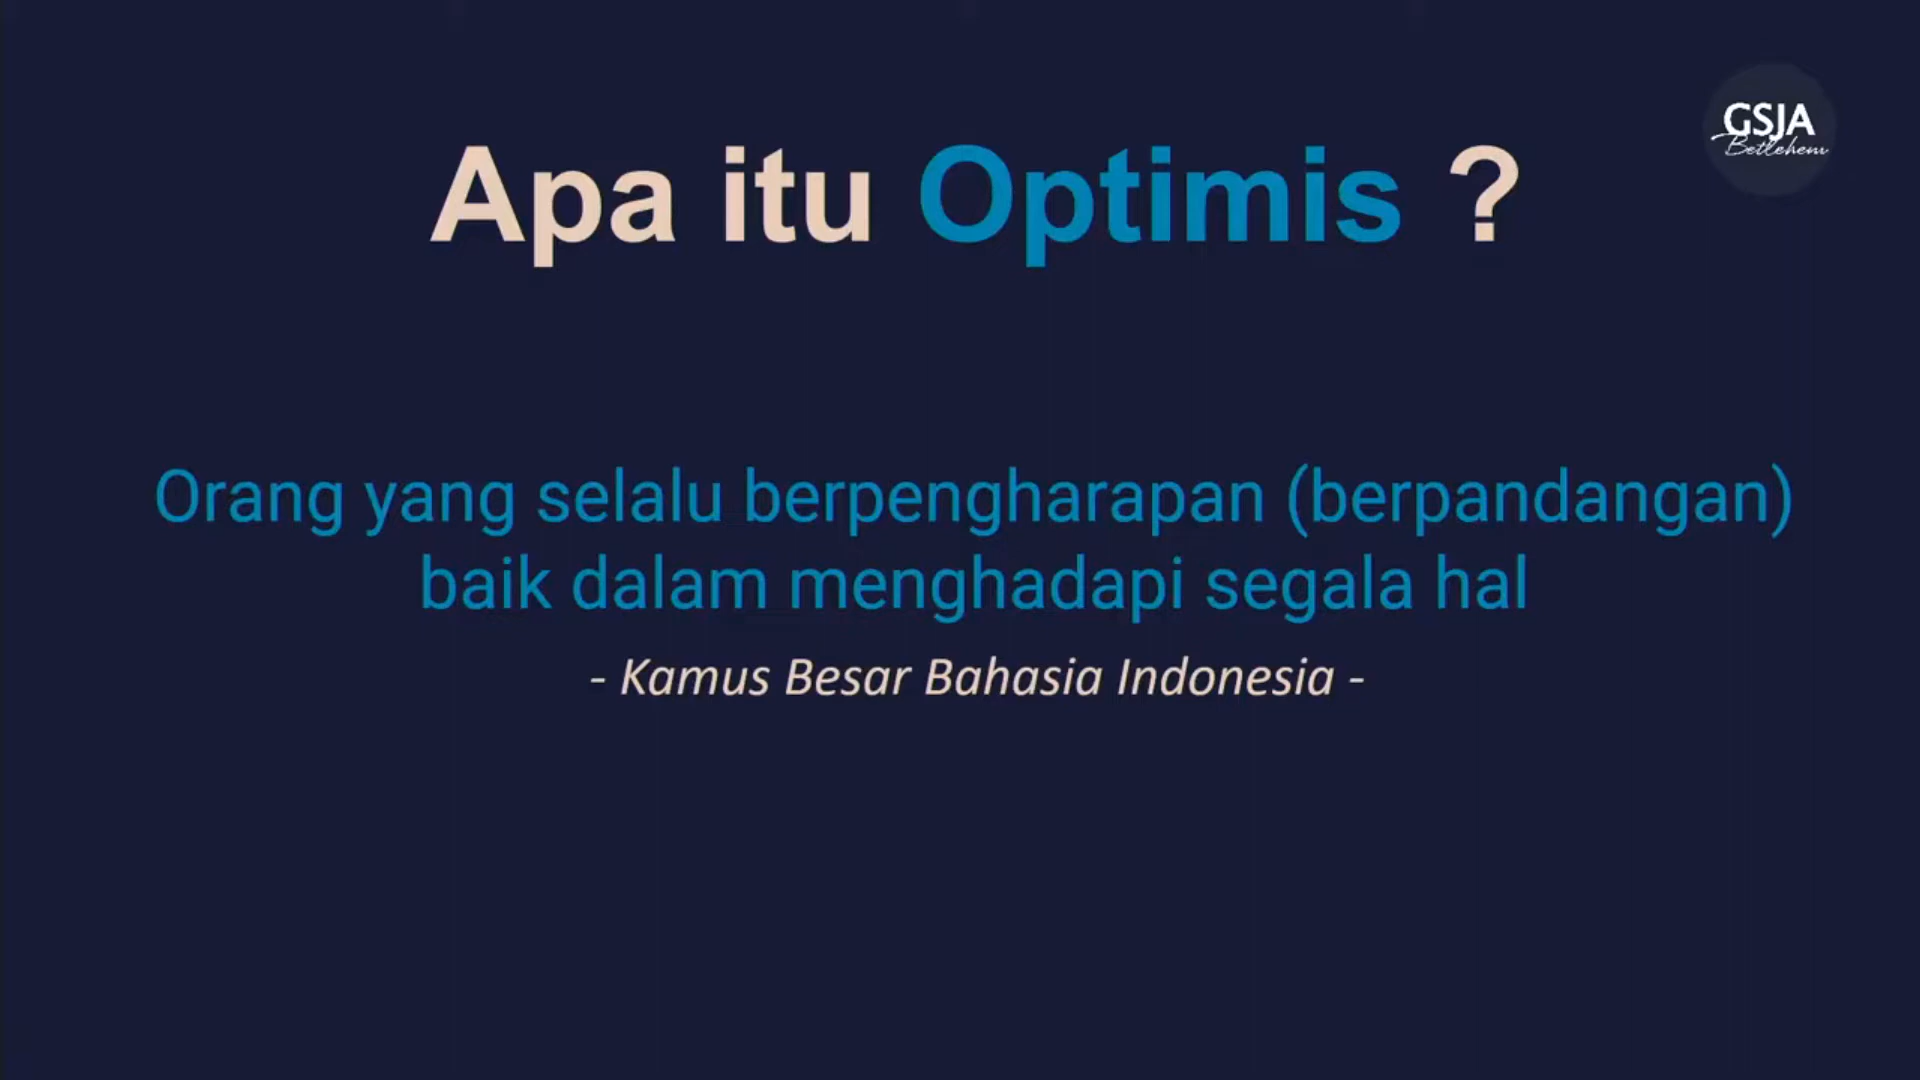 GSJA
Betlehem
Apa itu Optimis ?
Orang yang selalu berpengharapan (berpandangan)
baik dalam menghadapi segala hal
- Kamus Besar Bahasia Indonesia -